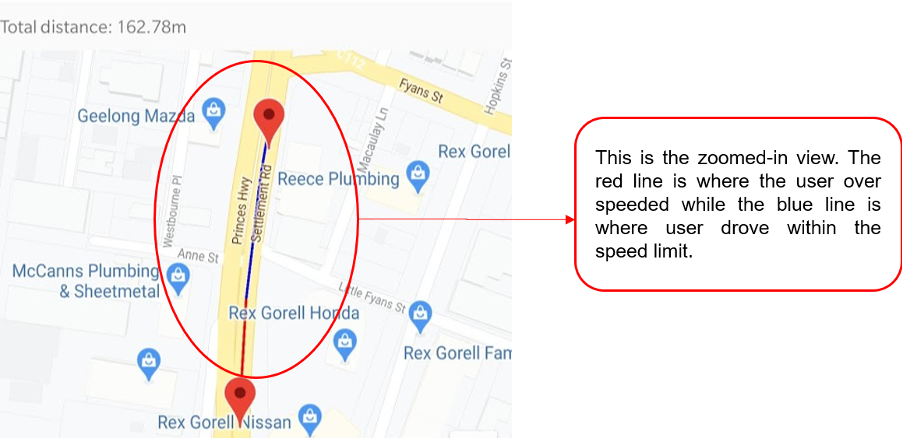 Total distance: 162.78m
C112
Fyans St
Hopkins St
Geelong Mazda
Macaulay Ln
Rex Gorel
Reece Plumbing
Westbourne Pl
Princes Hwy
Settlement Rd
Anne St
McCanns Plumbing
& Sheetmetal
Little Fyans St
Rex Gorell Honda
Rex Gorell Fam
Rex Gorell Nissan
This is the zoomed-in view. The
red line is where the user over
speeded while the blue line is
where user drove within the
speed limit.